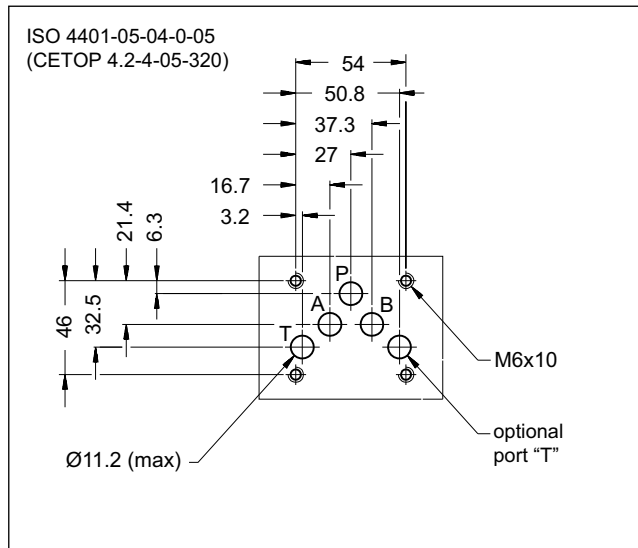 ISO 4401-05-04-0-05
(CETOP 4.2-4-05-320)
54
50.8
37.3
27
16.7
3.2
21.4
6.3
46
32.5
P
A
B
T
M6x10
Ø11.2 (max)
optional
port “T”